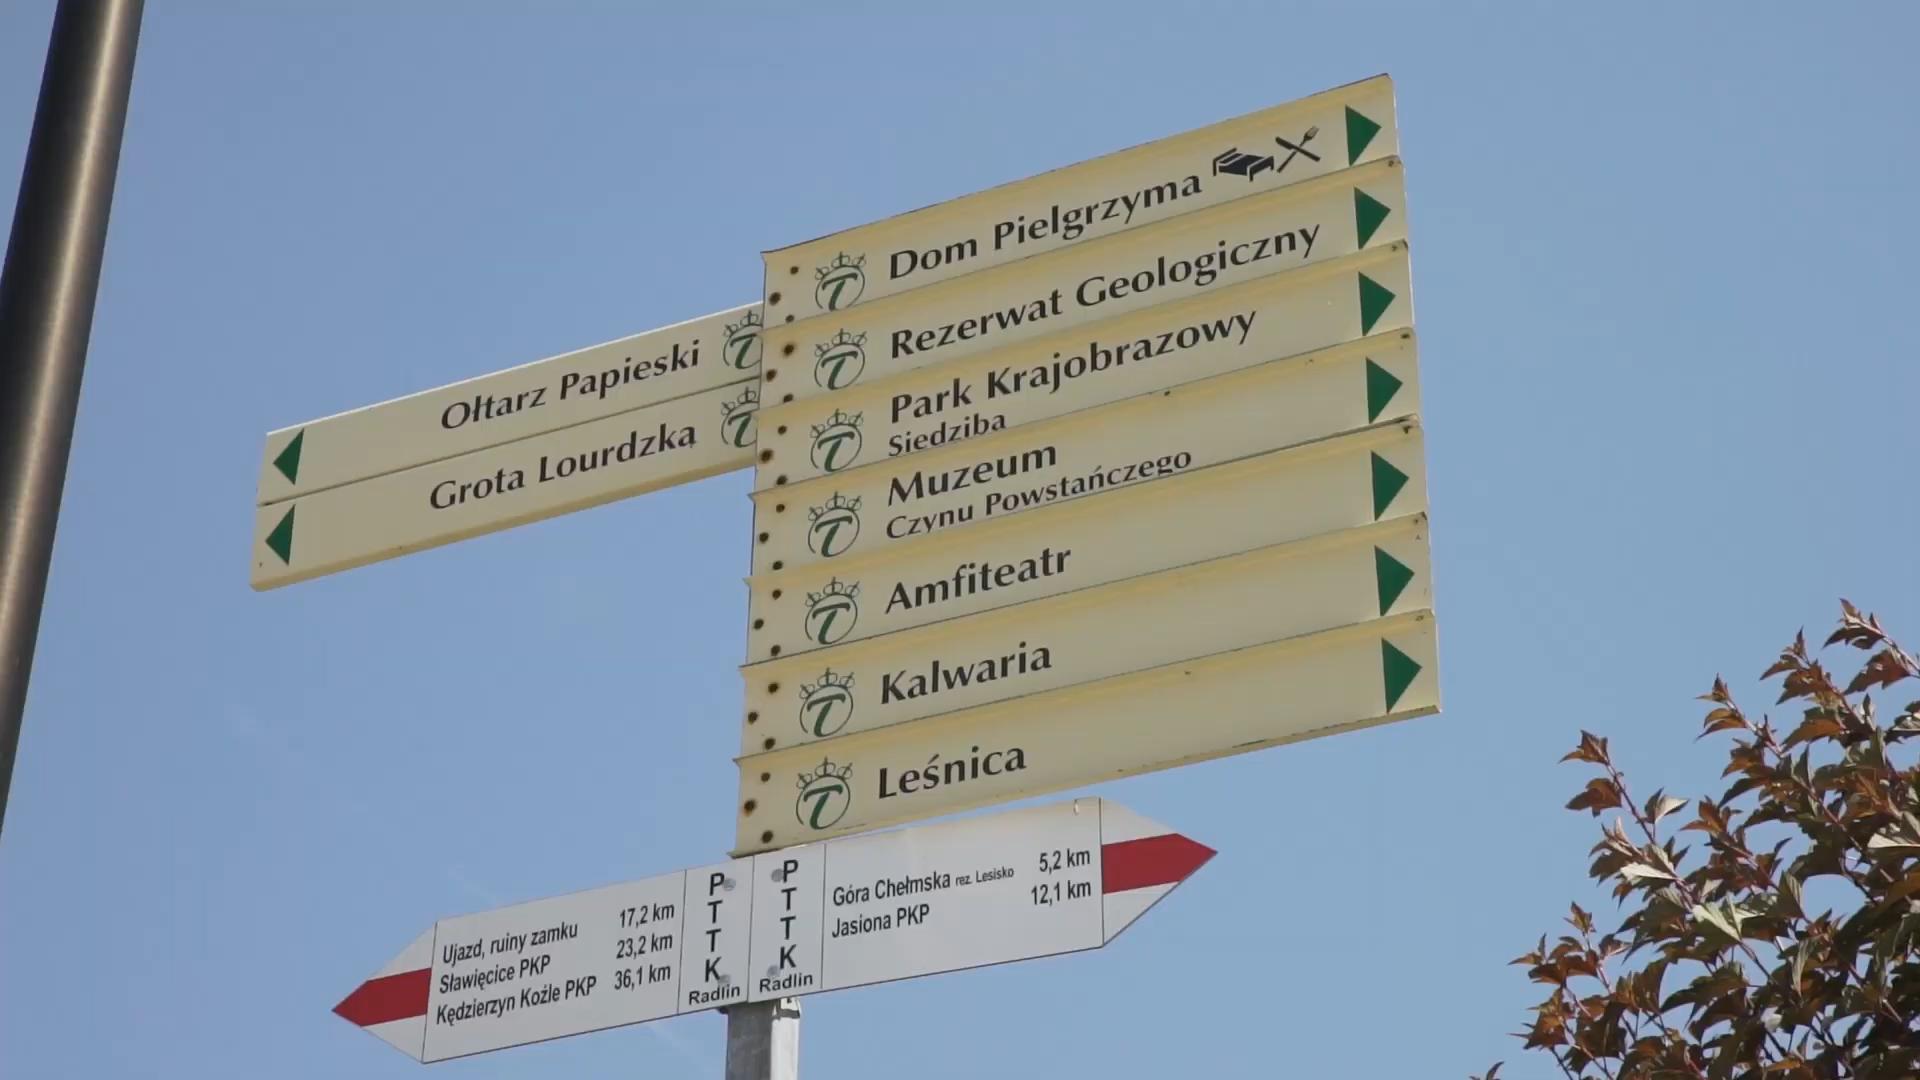 Dom Pielgrzyma
Rezerwat Geologiczny
Park Krajobrazowy
Siedziba
Muzeum
Czynu Powstańczego
Amfiteatr
Kalwaria
Leśnica
Ołtarz Papieski
Grota Lourdzka
Ujazd, ruiny zamku 17,2 km
Sławięcice PKP 23,2 km
Kędzierzyn Koźle PKP 36,1 km
PTTK
Radlin
PTTK
Radlin
Góra Chełmska rez. Lesisko 5,2 km
Jasiona PKP 12,1 km